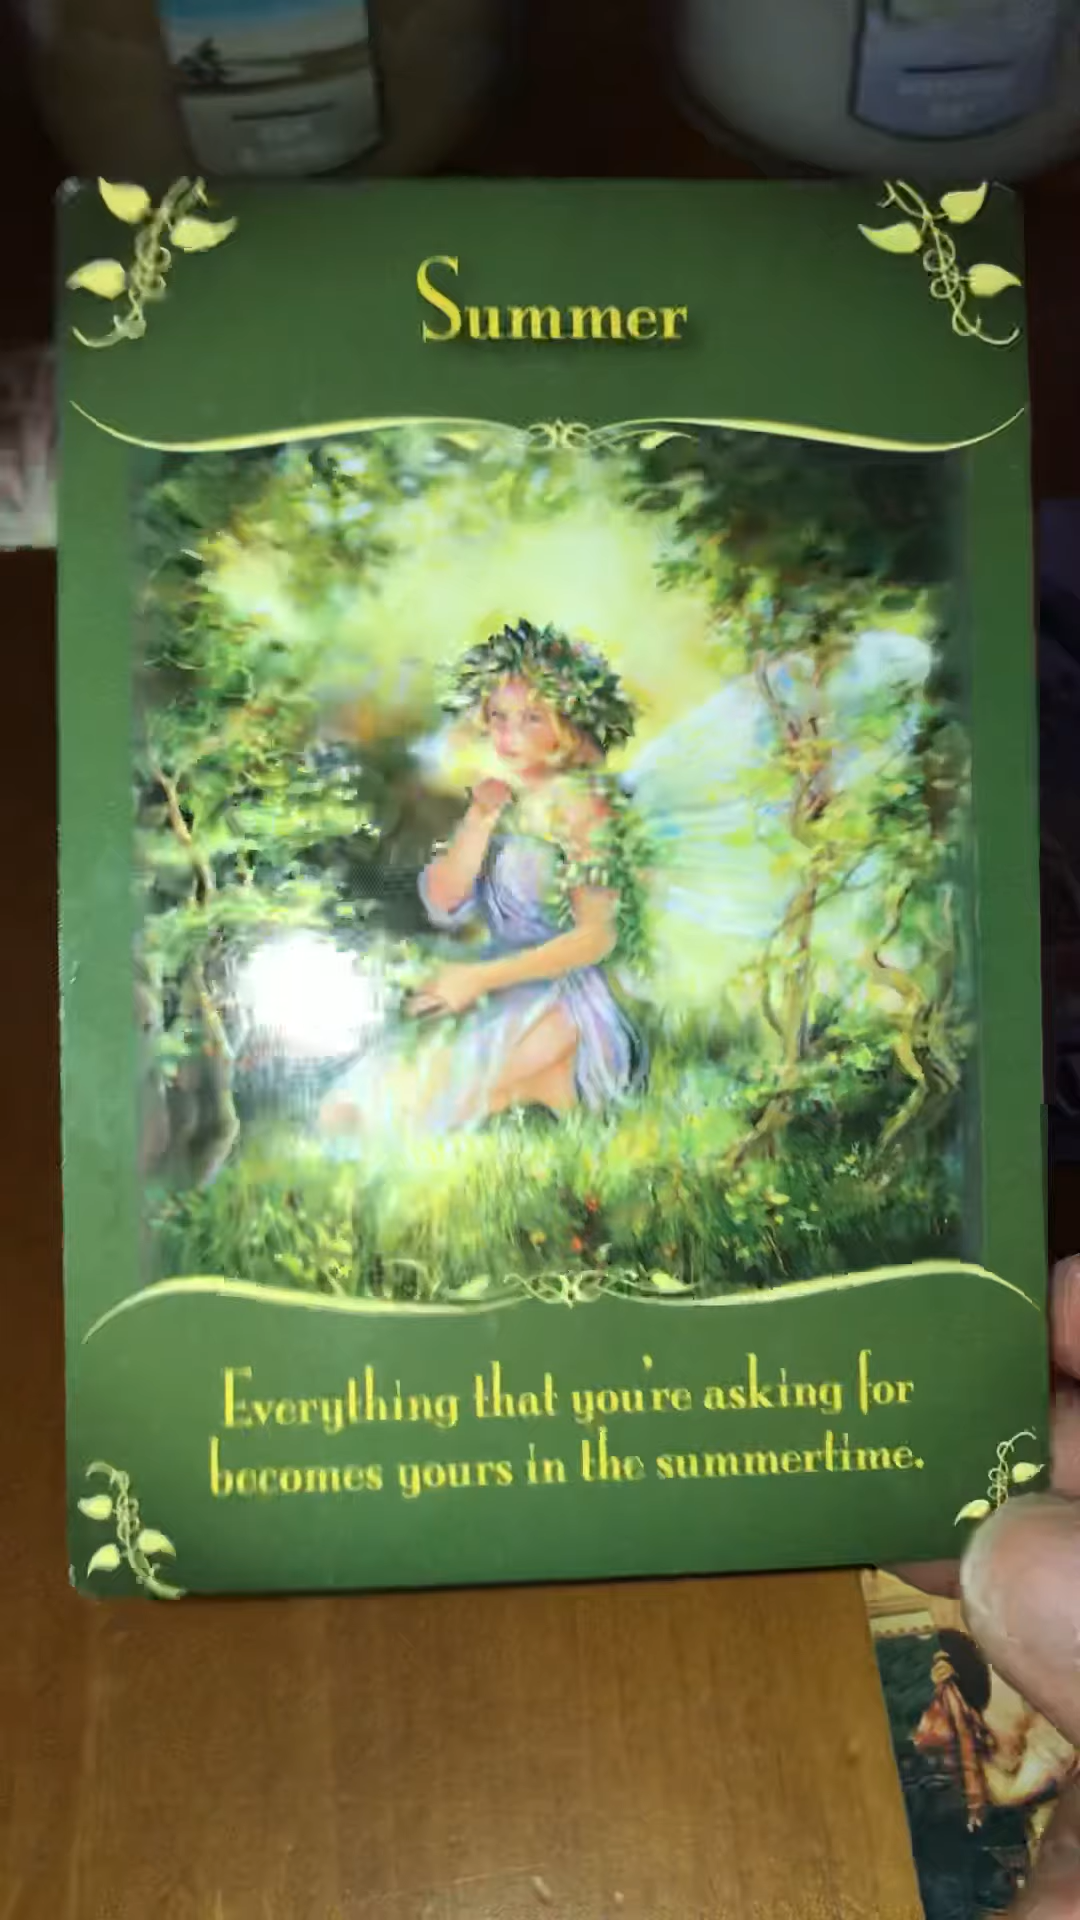 Summer
Everything that you're asking for
becomes yours in the summertime.